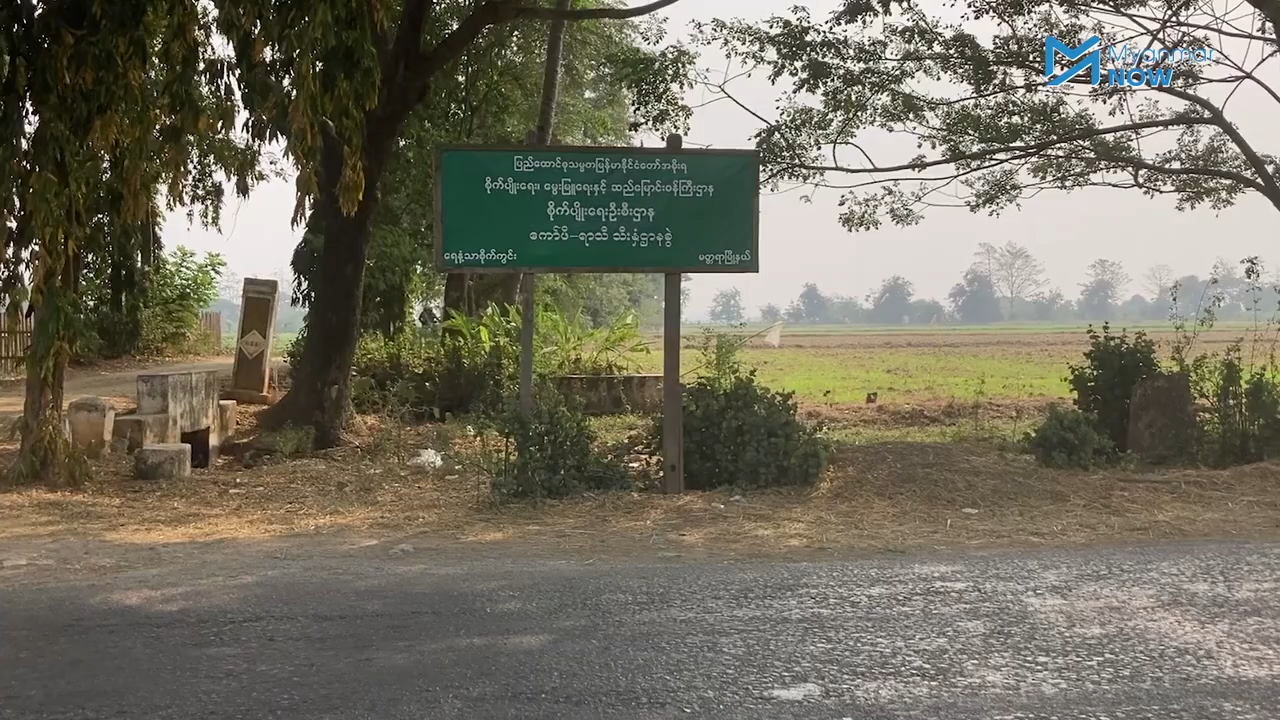 Myanmar
NOW
ပြည်ထောင်စုသမ္မတမြန်မာနိုင်ငံတော်အစိုးရ
စိုက်ပျိုးရေး၊ မွေးမြူရေးနှင့် ဆည်မြောင်းဝန်ကြီးဌာန
စိုက်ပျိုးရေးဦးစီးဌာန
ကော်ဖီ–ရာသီ သီးနှံဌာနခွဲ
ရေနံ့သာစိုက်ကွင်း
မတ္တရာမြို့နယ်